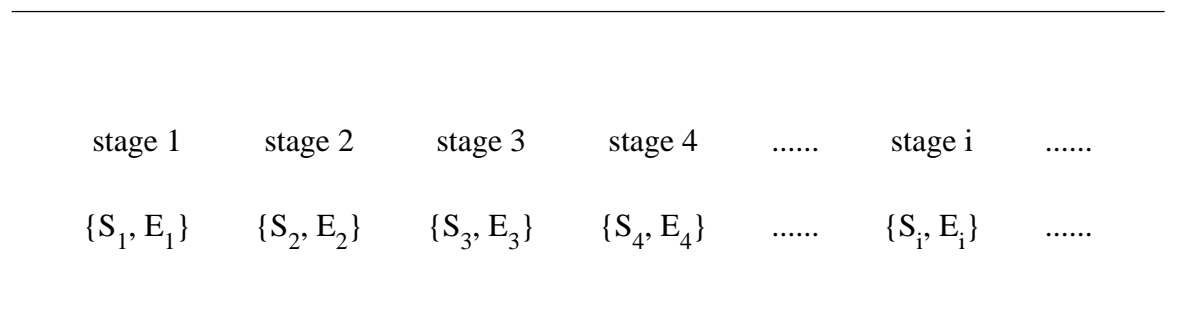 stage 1 stage 2 stage 3 stage 4 ...... stage i ......
{S₁, E₁} {S₂, E₂} {S₃, E₃} {S₄, E₄} ...... {Sᵢ, Eᵢ} ......